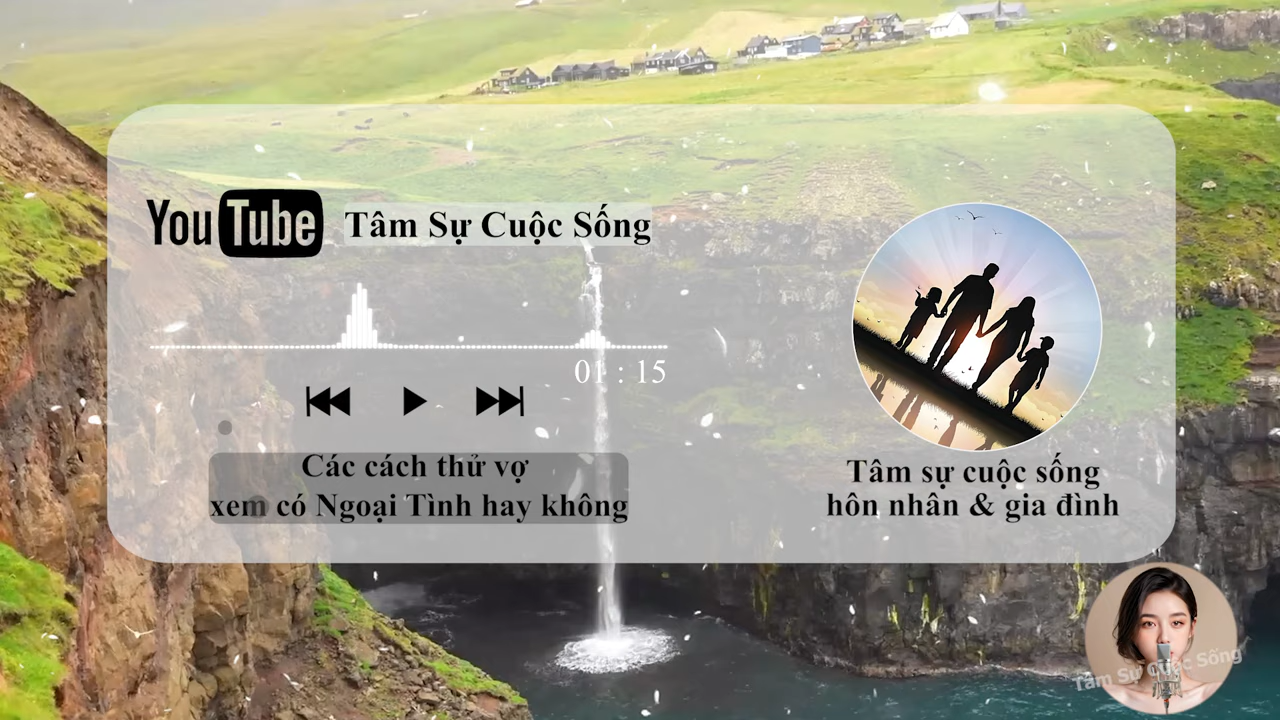 YouTube Tâm Sự Cuộc Sống
01 : 15
Các cách thử vợ
xem có Ngoại Tình hay không
Tâm sự cuộc sống
hôn nhân & gia đình
Tâm Sự Cuộc Sống